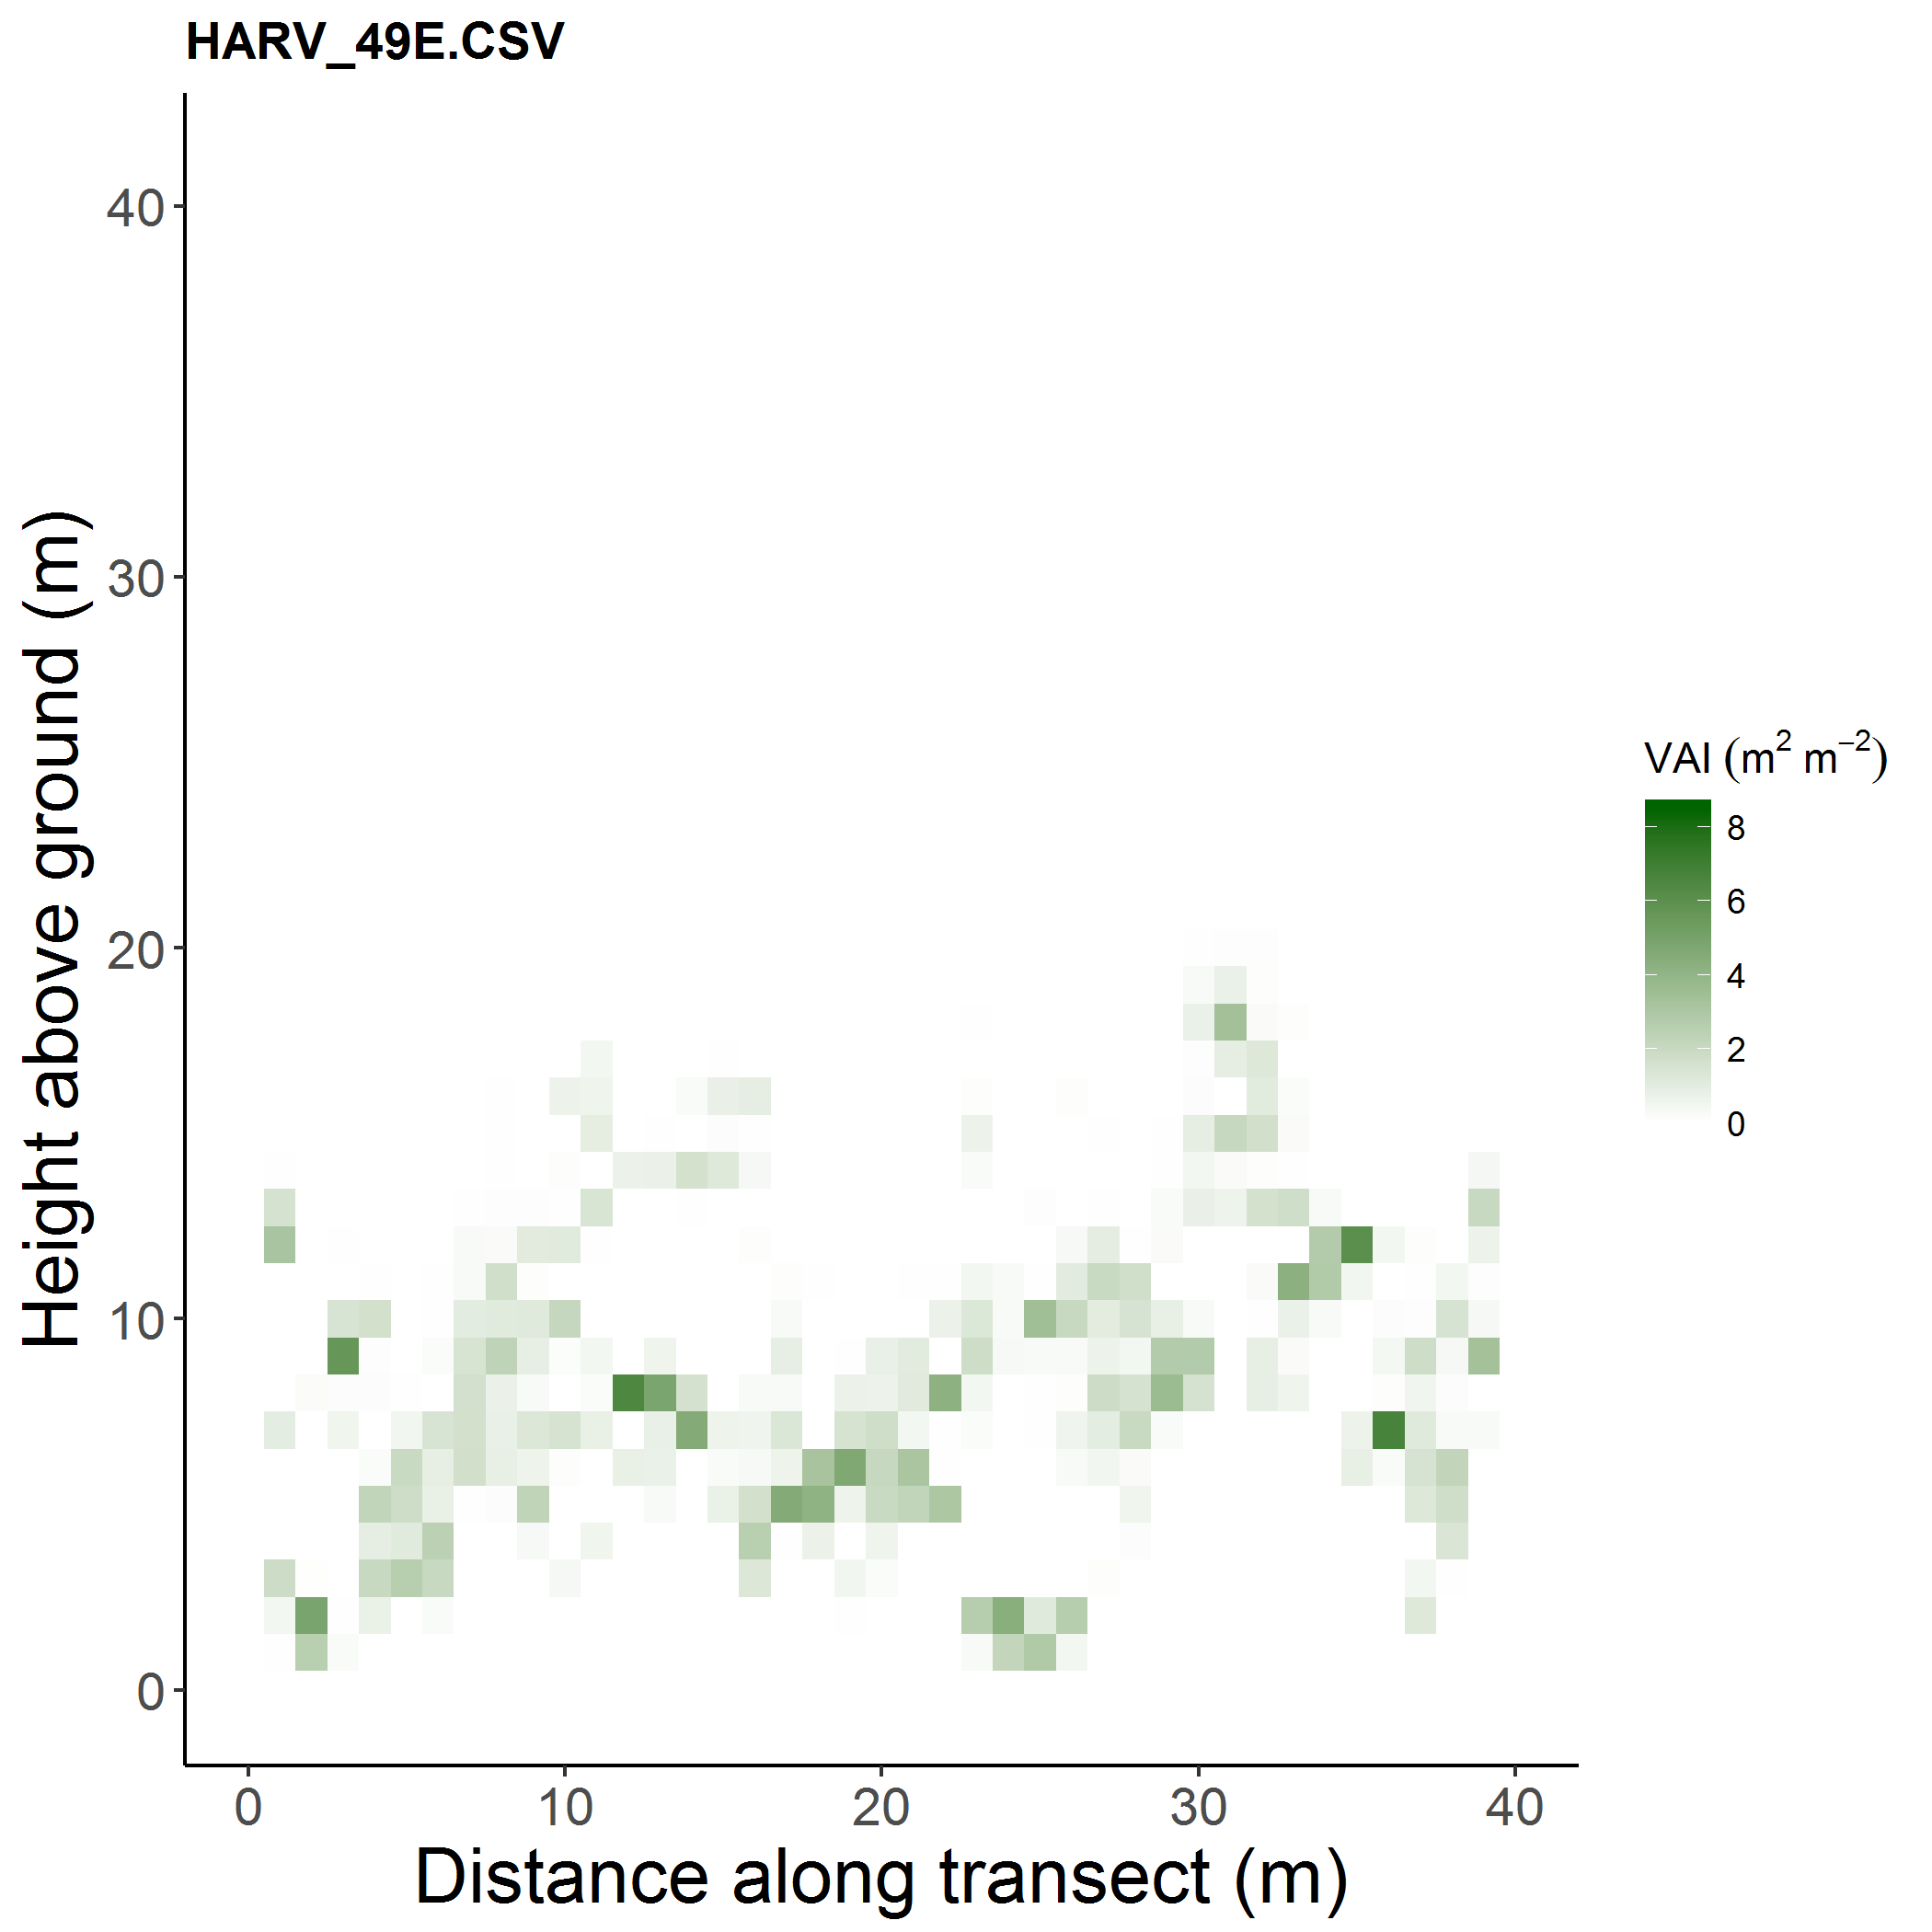 HARV_49E.CSV
40
30
20
10
0
Height above ground (m)
0 10 20 30 40
Distance along transect (m)
VAI (m² m⁻²)
8
6
4
2
0